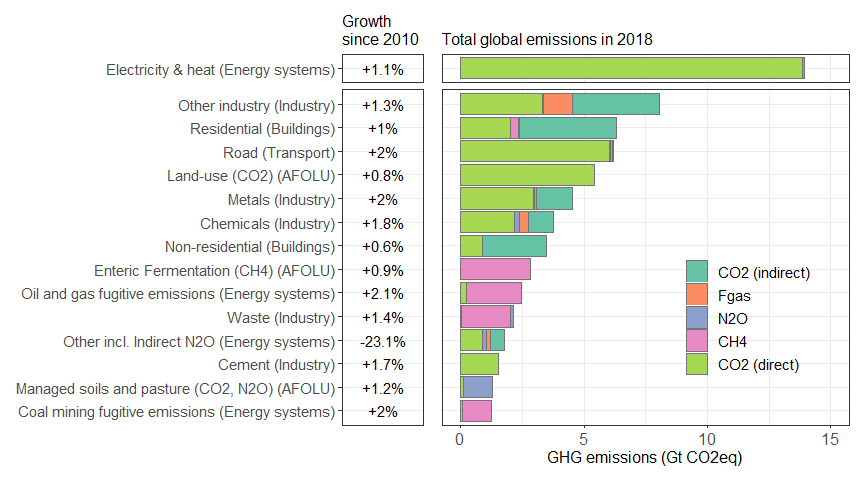 Growth
since 2010
Total global emissions in 2018
Electricity & heat (Energy systems) +1.1%
Other industry (Industry) +1.3%
Residential (Buildings) +1%
Road (Transport) +2%
Land-use (CO2) (AFOLU) +0.8%
Metals (Industry) +2%
Chemicals (Industry) +1.8%
Non-residential (Buildings) +0.6%
Enteric Fermentation (CH4) (AFOLU) +0.9%
Oil and gas fugitive emissions (Energy systems) +2.1%
Waste (Industry) +1.4%
Other incl. Indirect N2O (Energy systems) -23.1%
Cement (Industry) +1.7%
Managed soils and pasture (CO2, N2O) (AFOLU) +1.2%
Coal mining fugitive emissions (Energy systems) +2%
CO2 (indirect)
Fgas
N2O
CH4
CO2 (direct)
0 5 10 15
GHG emissions (Gt CO2eq)